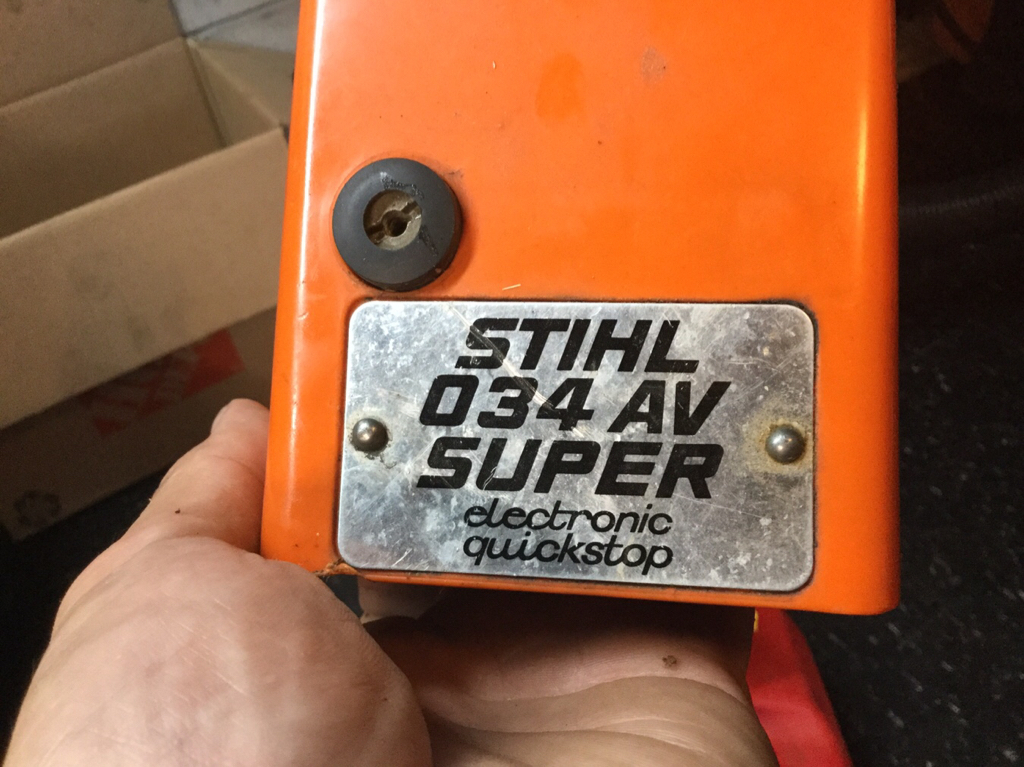 STIHL
034 AV
SUPER
electronic
quickstop